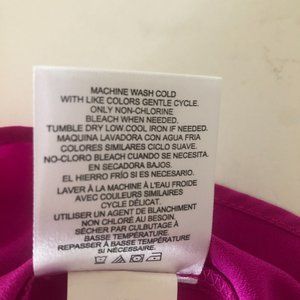 MACHINE WASH COLD
WITH LIKE COLORS GENTLE CYCLE.
ONLY NON-CHLORINE
BLEACH WHEN NEEDED.
TUMBLE DRY LOW.COOL IRON IF NEEDED.
MAQUINA LAVADORA CON AGUA FRIA
COLORES SIMILARES CICLO SUAVE.
NO-CLORO BLEACH CUANDO SE NECESITA.
EN SECADORA BAJOS.
EL HIERRO FRÍO SI ES NECESARIO.
LAVER À LA MACHINE À L'EAU FROIDE
AVEC COULEURS SIMILAIRES
CYCLE DÉLICAT.
UTILISER UN AGENT DE BLANCHIMENT
NON CHLORÉ AU BESOIN.
SÉCHER PAR CULBUTAGE À
BASSE TEMPÉRATURE.
REPASSER À BASSE TEMPÉRATURE
SI NÉCESSAIRE